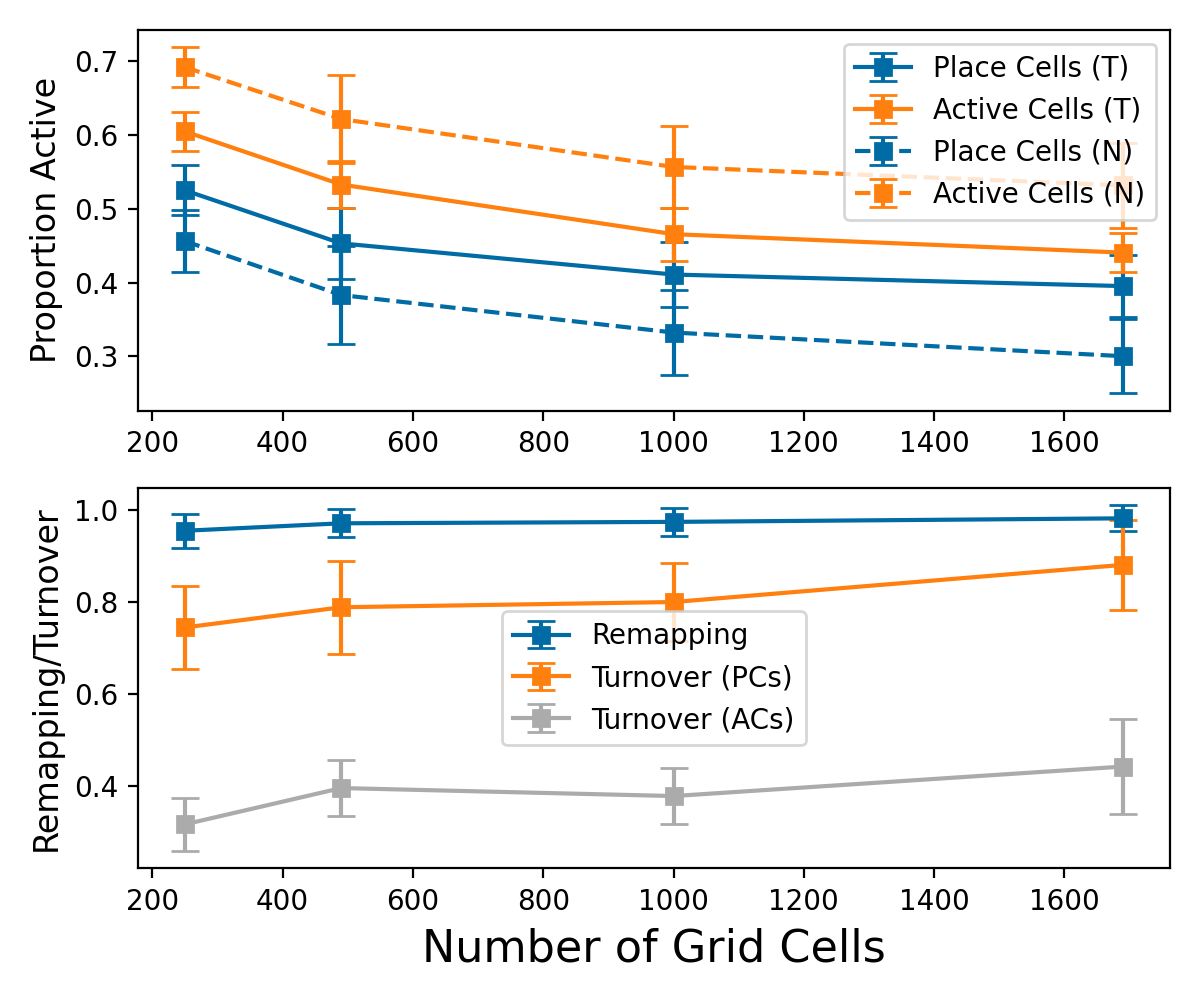 Proportion Active
0.7
0.6
0.5
0.4
0.3
Place Cells (T)
Active Cells (T)
Place Cells (N)
Active Cells (N)
200 400 600 800 1000 1200 1400 1600
Remapping/Turnover
1.0
0.8
0.6
0.4
Remapping
Turnover (PCs)
Turnover (ACs)
200 400 600 800 1000 1200 1400 1600
Number of Grid Cells